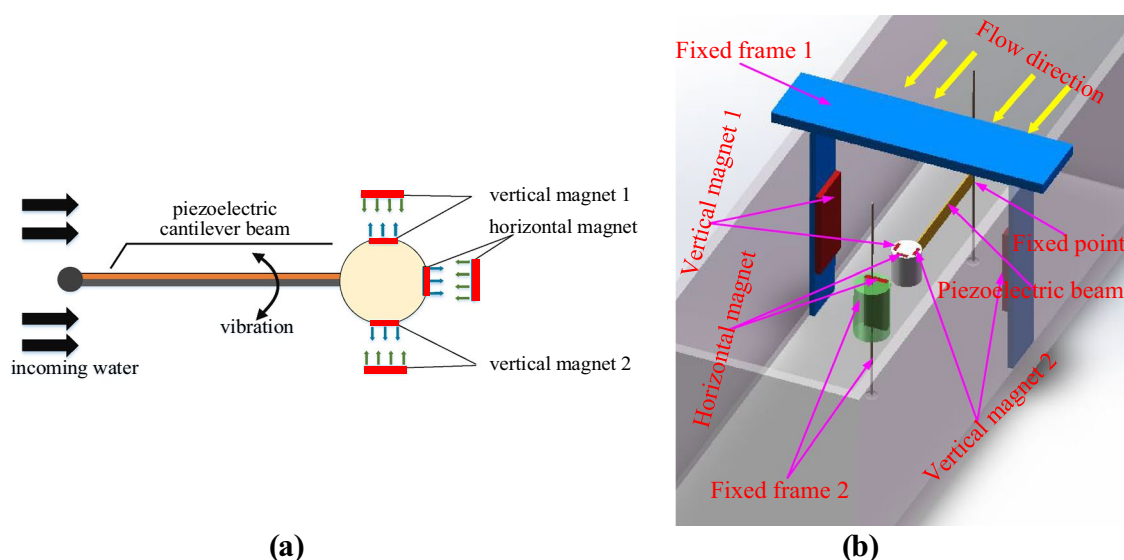 vertical magnet 1
piezoelectric
cantilever beam
horizontal magnet
vibration
incoming water
vertical magnet 2
(a)
Fixed frame 1
Flow direction
Vertical magnet 1
Fixed point
Piezoelectric beam
Horizontal magnet
Vertical magnet 2
Fixed frame 2
(b)